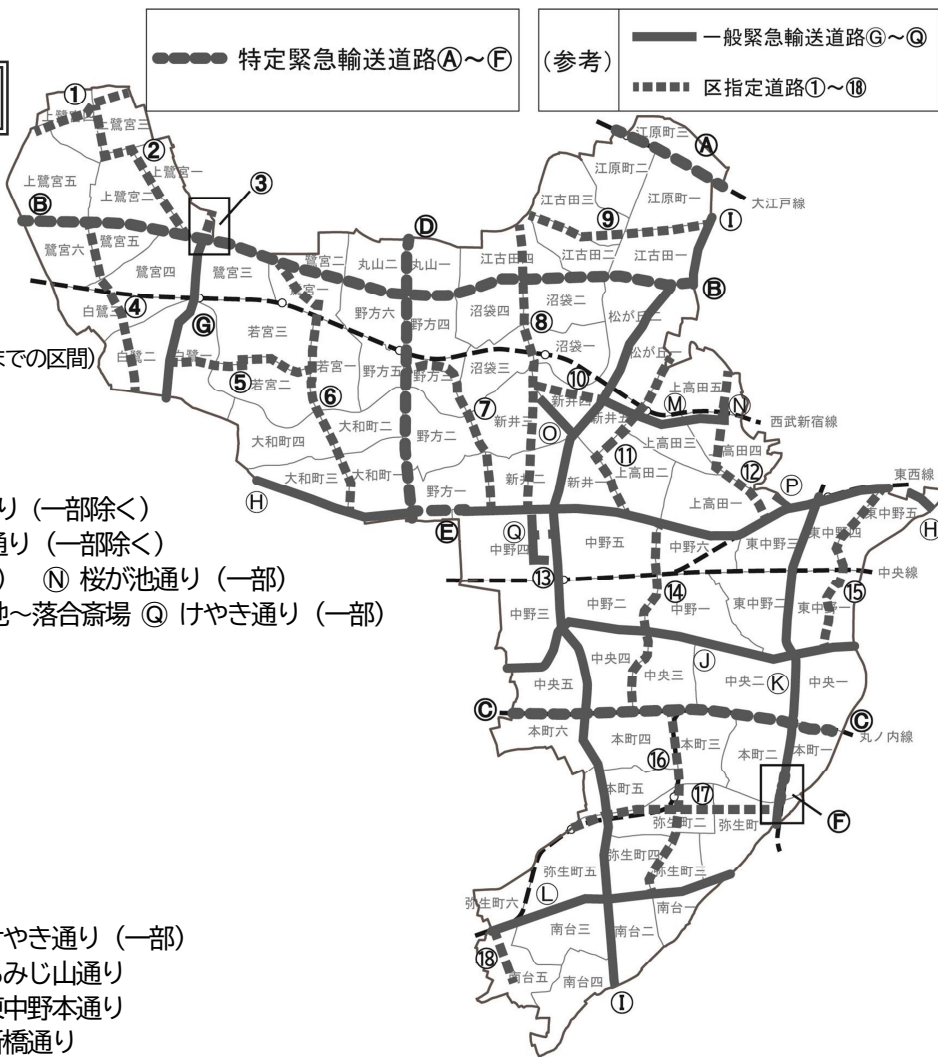 特定緊急輸送道路Ⓐ～Ⓕ
(参考)
一般緊急輸送道路Ⓖ～Ⓠ
区指定道路①～⑱
①
上鷺宮三
②
上鷺宮一
上鷺宮五
上鷺宮二
③
Ⓑ
鷺宮六
鷺宮五
鷺宮四
鷺宮三
鷺宮二
丸山二
Ⓓ
丸山一
江古田四
江古田三
江原町三
Ⓐ
江原町二
江原町一
大江戸線
⑨
Ⓘ
江古田二
江古田一
Ⓑ
④
Ⓖ
若宮三
野方六
野方四
沼袋四
沼袋二
⑧
松が丘二
沼袋一
松が丘一
までの区間)
白鷺二
白鷺一
⑤
若宮二
若宮一
⑥
野方五
野方三
沼袋三
⑩
新井四
上高田五
Ⓜ
Ⓝ
西武新宿線
⑦
新井三
Ⓞ
新井五
上高田三
上高田四
大和町四
大和町二
野方二
⑪
上高田二
⑫
大和町三
大和町一
野方一
新井二
新井一
上高田一
Ⓟ
東西線
Ⓗ
東中野五
Ⓗ
り（一部除く）
Ⓔ
Ⓠ
中野四
中野五
中野六
東中野三
東中野四
通り（一部除く）
) Ⓝ 桜が池通り（一部）
⑬
中央線
⑭
⑮
地～落合斎場 Ⓠ けやき通り（一部）
中野三
中野二
中野一
東中野二
東中野一
中央五
中央四
中央三
Ⓙ
中央二
Ⓚ
中央一
Ⓒ
Ⓒ
丸ノ内線
本町六
本町四
本町三
本町二
本町一
⑯
本町五
⑰
弥生町二
弥生町
Ⓕ
弥生町五
弥生町四
弥生町三
弥生町六
Ⓛ
南台三
南台二
南台一
けやき通り（一部）
もみじ山通り
⑱
南台五
南台四
Ⓘ
東中野本通り
新橋通り